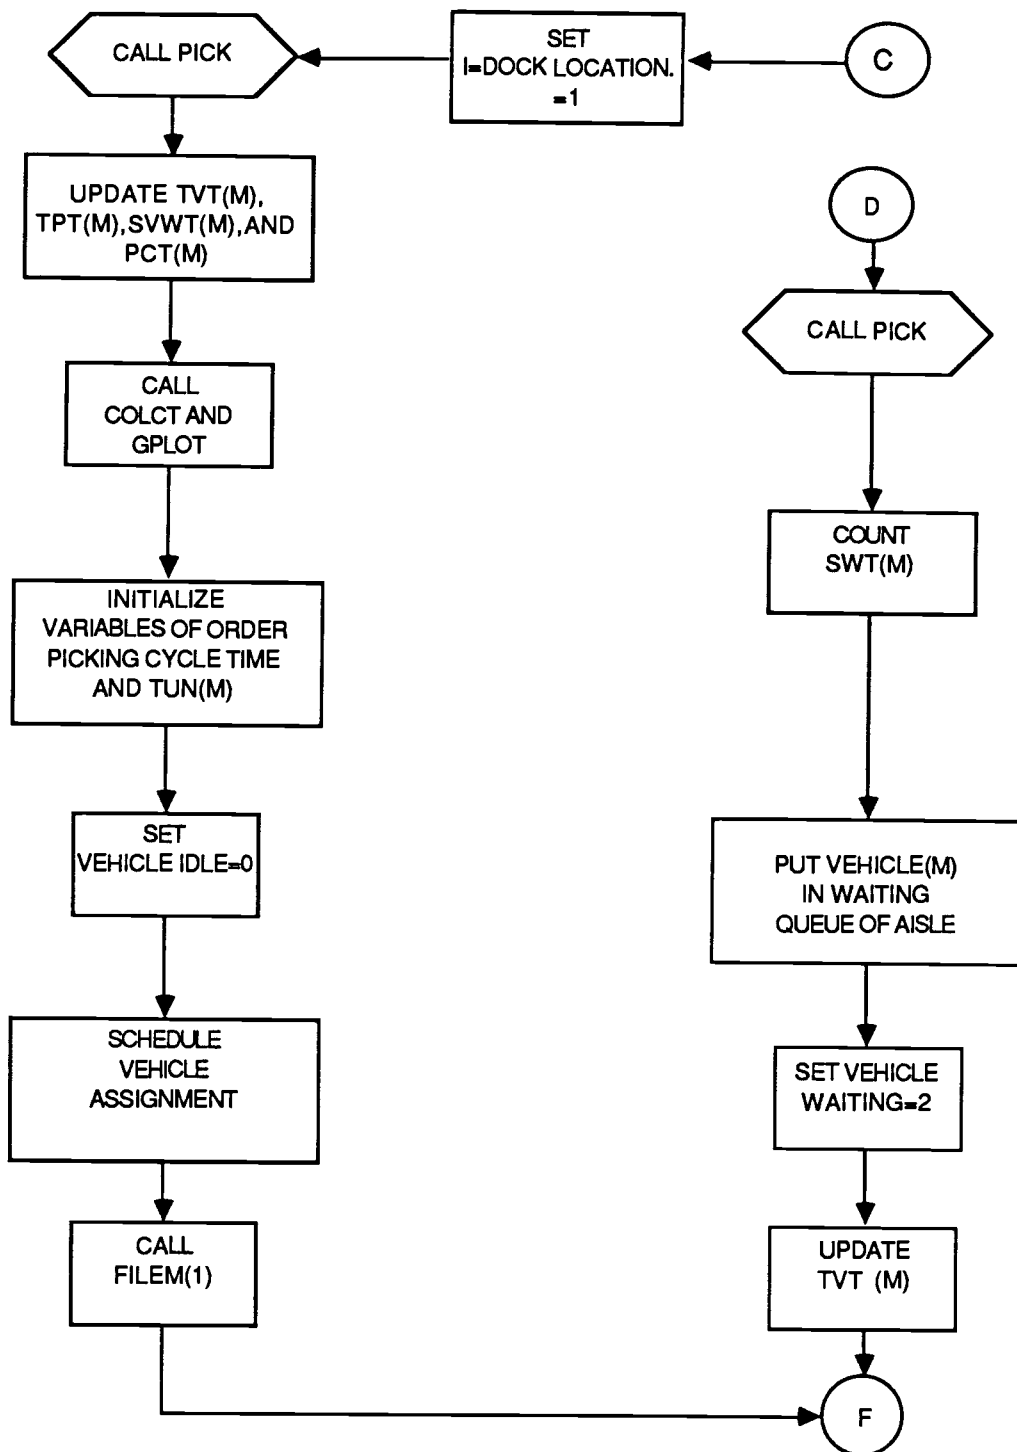 CALL PICK
SET
I=DOCK LOCATION.
=1
C
UPDATE TVT(M),
TPT(M),SVWT(M),AND
PCT(M)
D
CALL PICK
CALL
COLCT AND
GPLOT
COUNT
SWT(M)
INITIALIZE
VARIABLES OF ORDER
PICKING CYCLE TIME
AND TUN(M)
SET
VEHICLE IDLE=0
PUT VEHICLE(M)
IN WAITING
QUEUE OF AISLE
SCHEDULE
VEHICLE
ASSIGNMENT
SET VEHICLE
WAITING=2
CALL
FILEM(1)
UPDATE
TVT (M)
F